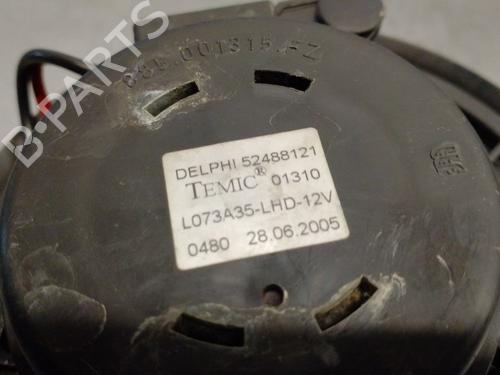 B-PARTS
DELPHI 52488121
TEMIC® 01310
L073A35-LHD-12V
0480 28.06.2005